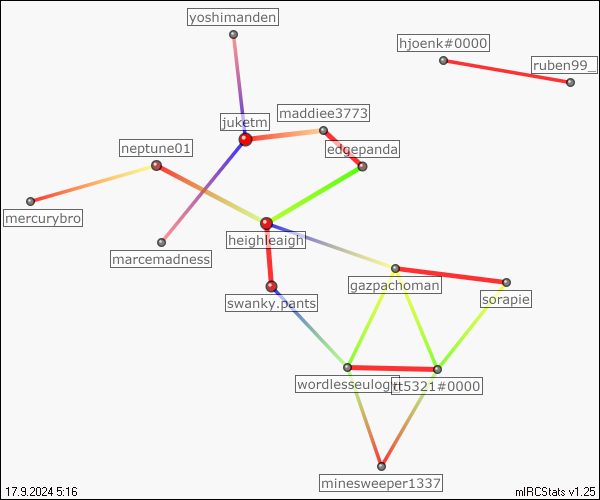 yoshimanden
hjoenk#0000
ruben99_
maddiee3773
juketm
edgepanda
neptune01
mercurybro
heighleaigh
marcemadness
gazpachoman
sorapie
swanky.pants
wordlesseulog
tt5321#0000
minesweeper1337
17.9.2024 5:16
mIRCStats v1.25